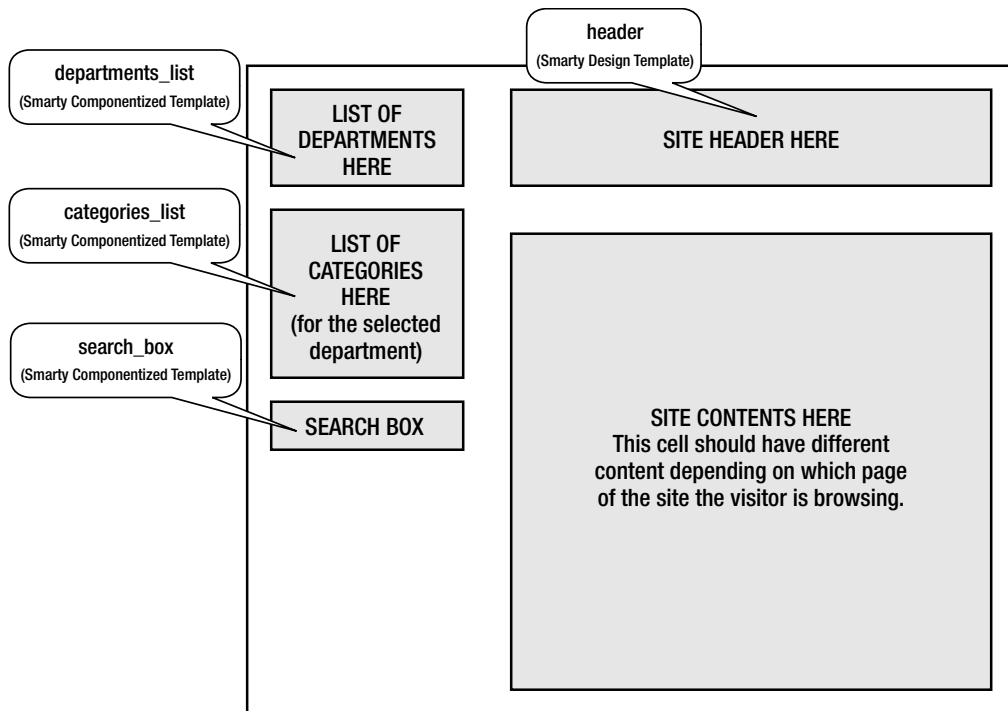 header
(Smarty Design Template)
departments_list
(Smarty Componentized Template)
LIST OF
DEPARTMENTS
HERE
SITE HEADER HERE
categories_list
(Smarty Componentized Template)
LIST OF
CATEGORIES
HERE
(for the selected
department)
search_box
(Smarty Componentized Template)
SEARCH BOX
SITE CONTENTS HERE
This cell should have different
content depending on which page
of the site the visitor is browsing.